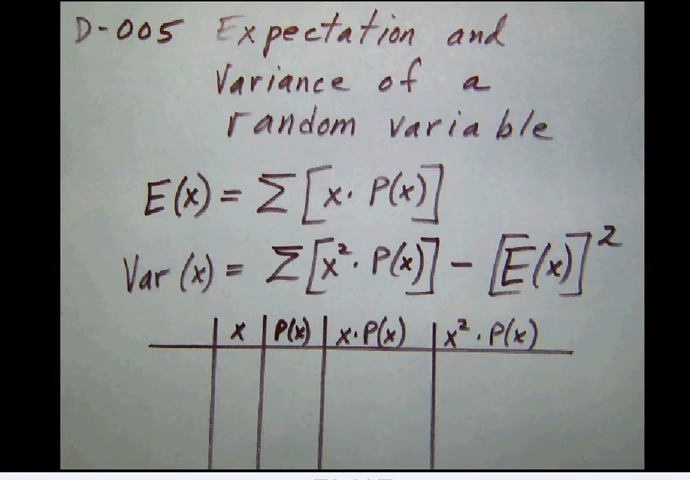 D-005 Expectation and
Variance of a
random variable
E(x) = Σ[x · P(x)]
Var(x) = Σ[x² · P(x)] - [E(x)]²
x P(x) x·P(x) x² · P(x)